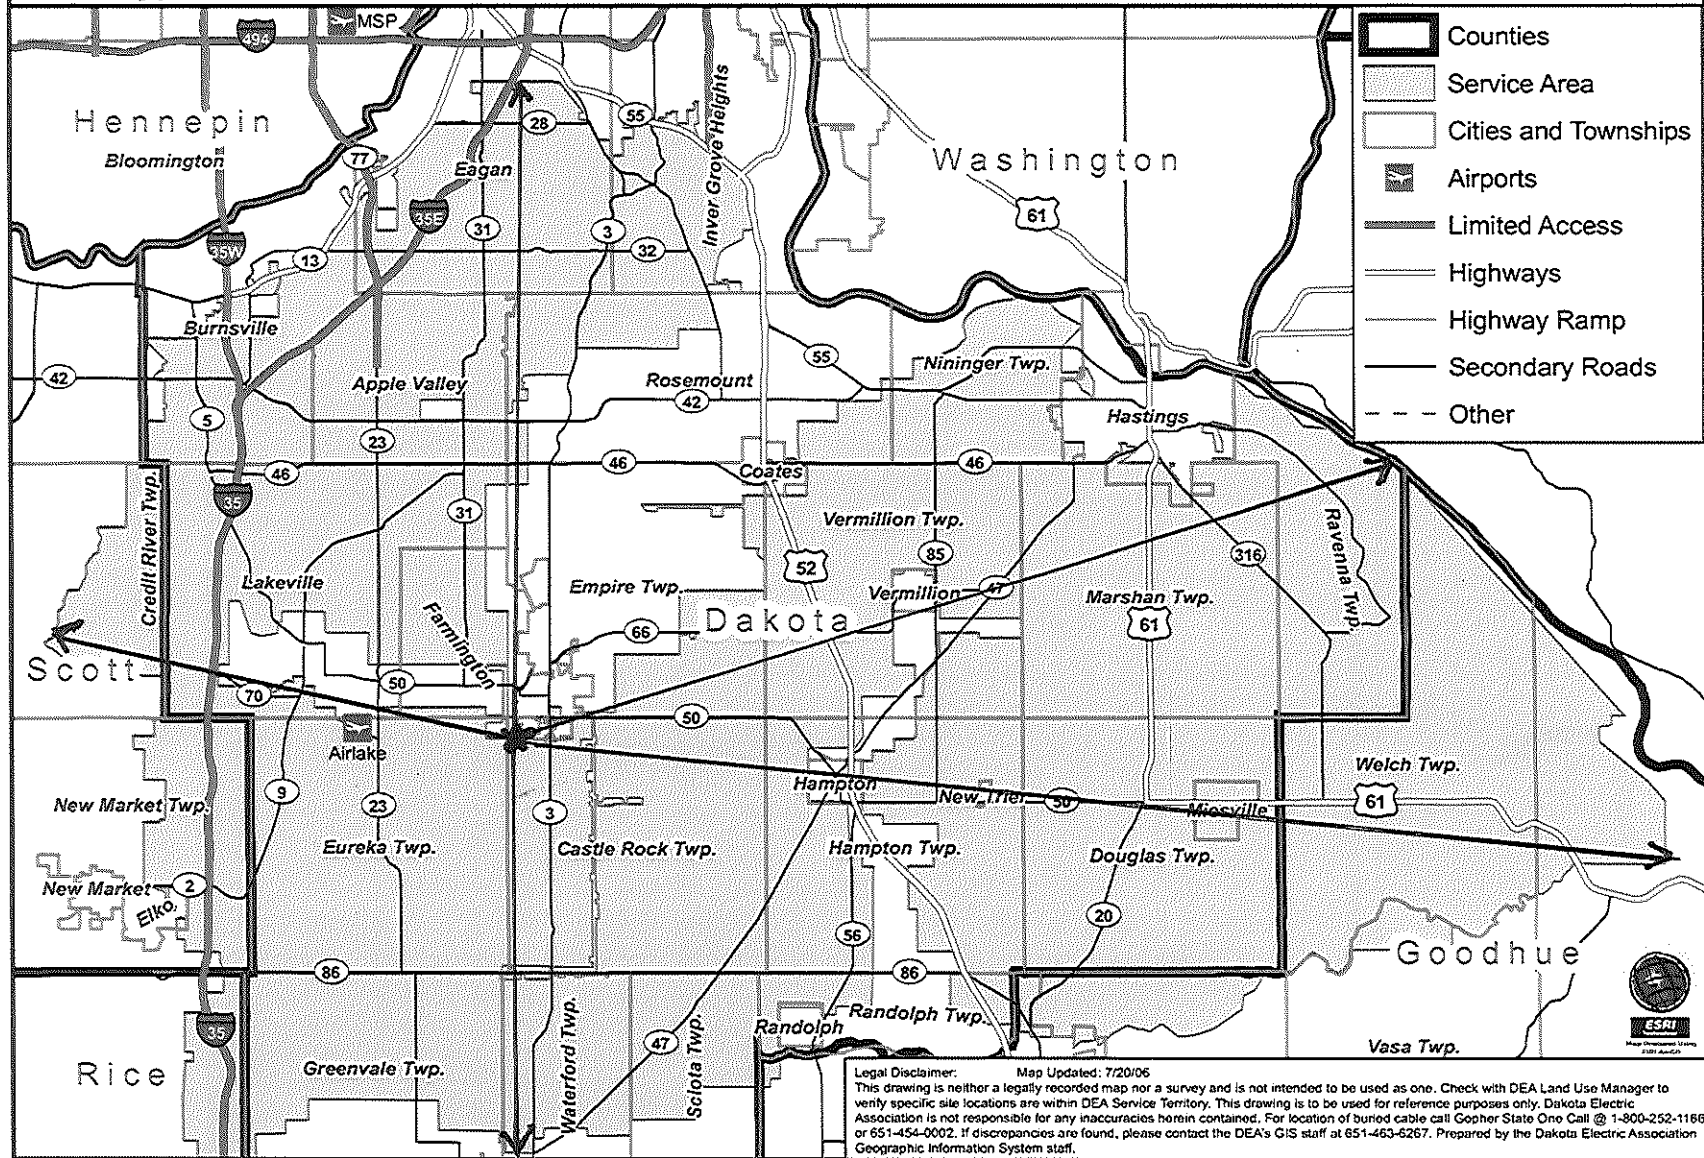 MSP
494
Counties
Service Area
Cities and Townships
Airports
Limited Access
Highways
Highway Ramp
Secondary Roads
Other
Hennepin
Bloomington
77
28
55
Inver Grove Heights
Washington
Eagan
35E
31
3
61
35W
13
32
Burnsville
42
5
Apple Valley
Rosemount
42
55
Nininger Twp.
Hastings
23
46
46
Coates
46
Credit River Twp.
35
31
Vermillion Twp.
85
316
Ravenna Twp.
52
Lakeville
Farmington
Empire Twp.
Vermillion
47
Marshan Twp.
61
66
Dakota
Scott
70
50
50
Airlake
Hampton
New Trier
50
Miesville
Welch Twp.
61
New Market Twp.
9
23
3
Eureka Twp.
Castle Rock Twp.
Hampton Twp.
Douglas Twp.
New Market
2
Elko
20
56
Goodhue
86
86
35
Rice
Greenvale Twp.
Waterford Twp.
47
Sciota Twp.
Randolph
Randolph Twp.
Vasa Twp.
ESRI
Legal Disclaimer: Map Updated: 7/20/06
This drawing is neither a legally recorded map nor a survey and is not intended to be used as one. Check with DEA Land Use Manager to
verify specific site locations are within DEA Service Territory. This drawing is to be used for reference purposes only. Dakota Electric
Association is not responsible for any inaccuracies herein contained. For location of buried cable call Gopher State One Call @ 1-800-252-1166
or 651-454-0002. If discrepancies are found, please contact the DEA's GIS staff at 651-463-6267. Prepared by the Dakota Electric Association
Geographic Information System staff.